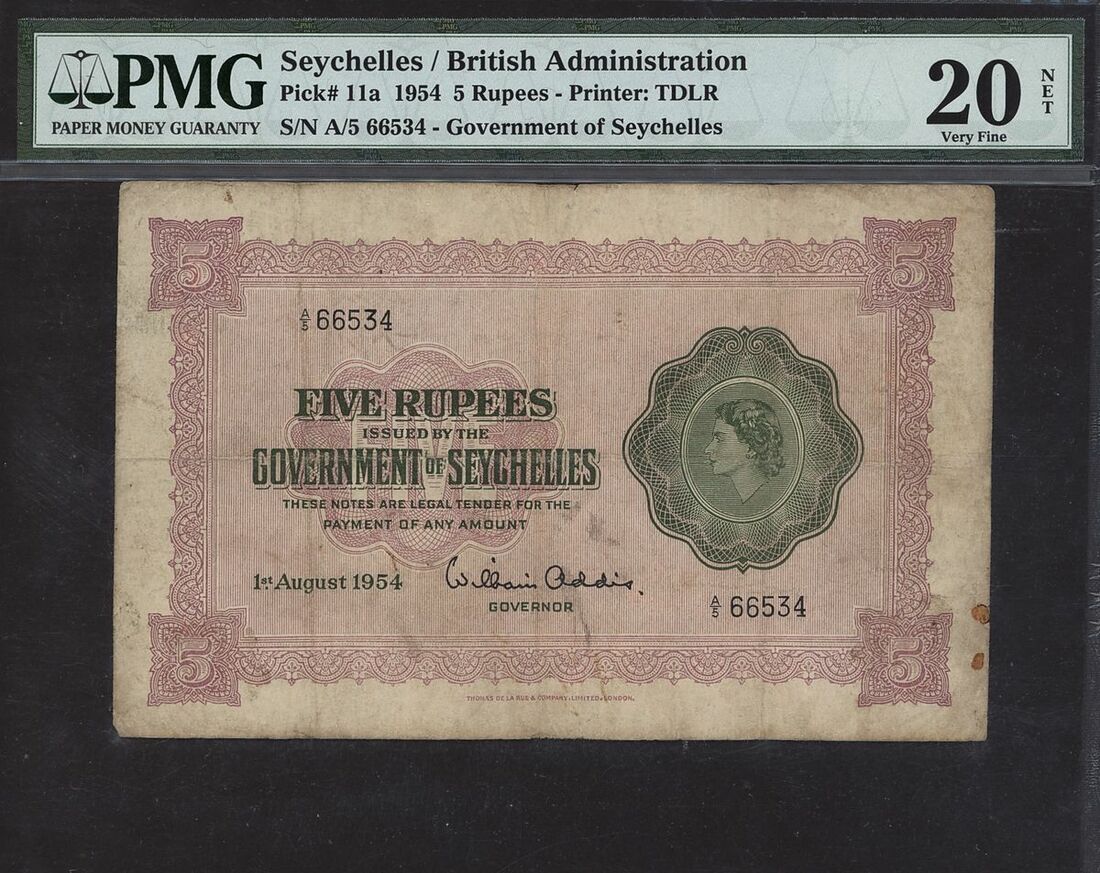 PMG
PAPER MONEY GUARANTY
Seychelles / British Administration
Pick# 11a 1954 5 Rupees - Printer: TDLR
S/N A/5 66534 - Government of Seychelles
20
NET
Very Fine
5
5
A/5 66534
FIVE RUPEES
ISSUED BY THE
GOVERNMENT OF SEYCHELLES
THESE NOTES ARE LEGAL TENDER FOR THE
PAYMENT OF ANY AMOUNT
1st August 1954
William Addis.
GOVERNOR
A/5 66534
5
5
THOMAS DE LA RUE & COMPANY, LIMITED, LONDON.